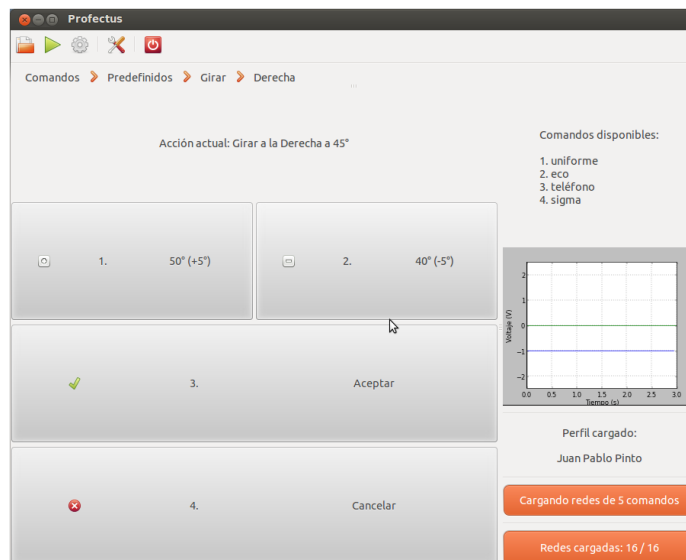 Profectus
Comandos Predefinidos Girar Derecha
Acción actual: Girar a la Derecha a 45°
Comandos disponibles:
1. uniforme
2. eco
3. teléfono
4. sigma
1. 50° (+5°)
2. 40° (-5°)
3. Aceptar
4. Cancelar
Voltaje (V)
2
1
0
−1
−2
0.0 0.5 1.0 1.5 2.0 2.5 3.0
Tiempo (s)
Perfil cargado:
Juan Pablo Pinto
Cargando redes de 5 comandos
Redes cargadas: 16 / 16